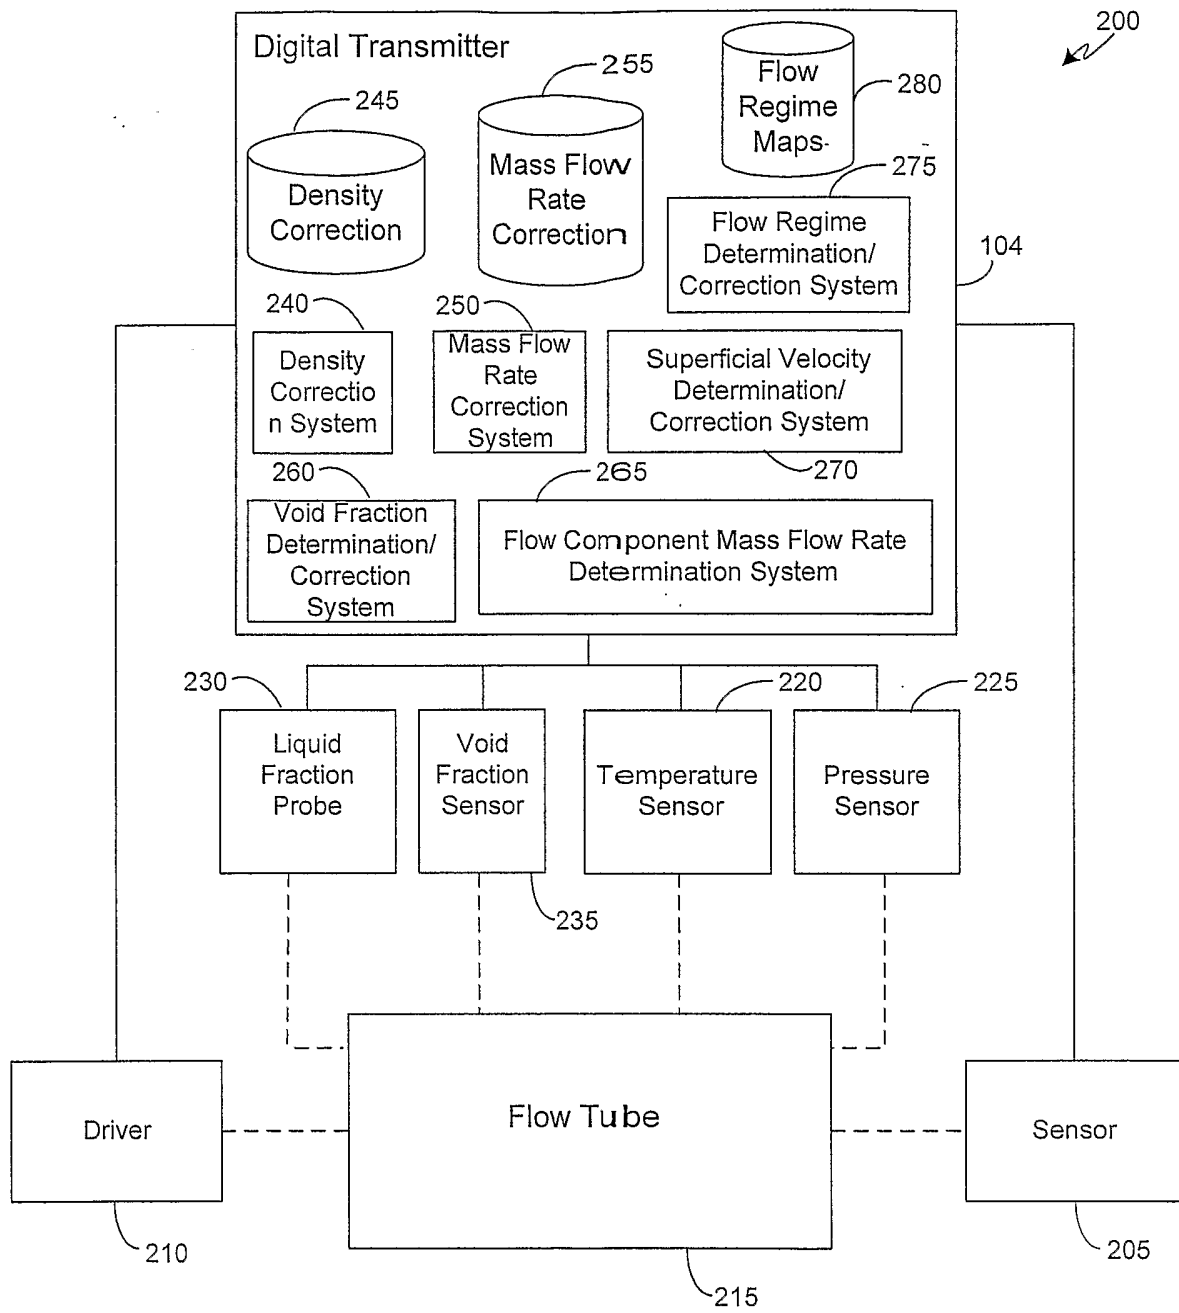 200
Digital Transmitter
255
Flow
Regime
Maps
280
245
Density
Correction
Mass Flow
Rate
Correction
275
Flow Regime
Determination/
Correction System
104
240
Density
Correctio
n System
250
Mass Flow
Rate
Correction
System
Superficial Velocity
Determination/
Correction System
270
260
Void Fraction
Determination/
Correction
System
265
Flow Component Mass Flow Rate
Determination System
230
Liquid
Fraction
Probe
Void
Fraction
Sensor
235
220
Temperature
Sensor
225
Pressure
Sensor
Driver
210
Flow Tube
215
Sensor
205